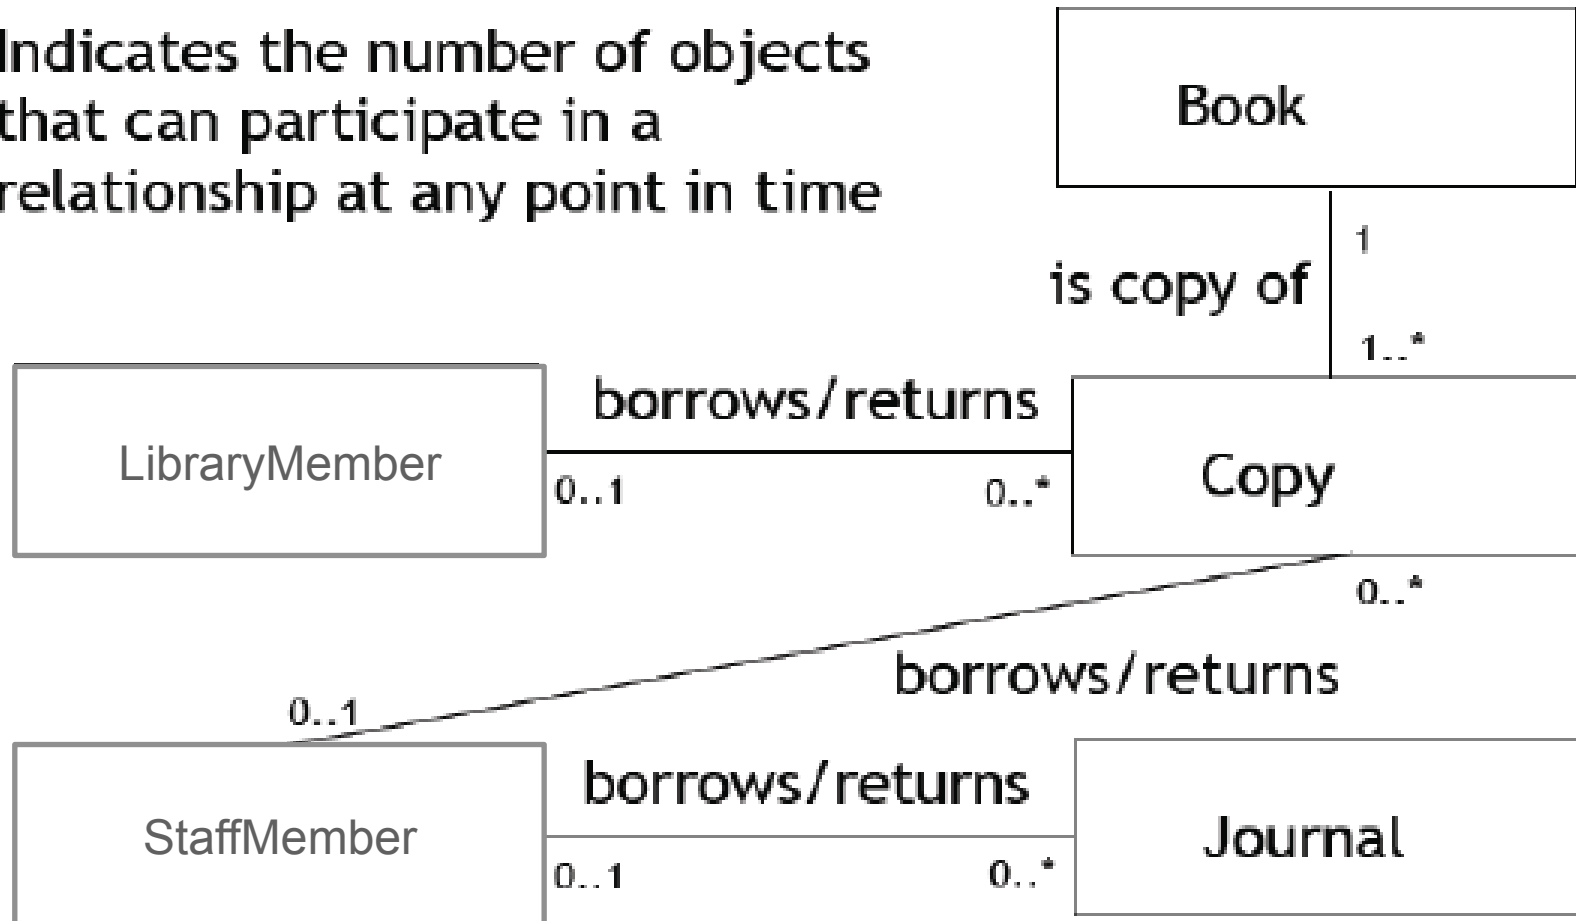 Indicates the number of objects
that can participate in a
relationship at any point in time
Book
1
is copy of
1..*
borrows/returns
LibraryMember
Copy
0..1
0..*
0..*
borrows/returns
0..1
borrows/returns
StaffMember
Journal
0..1
0..*